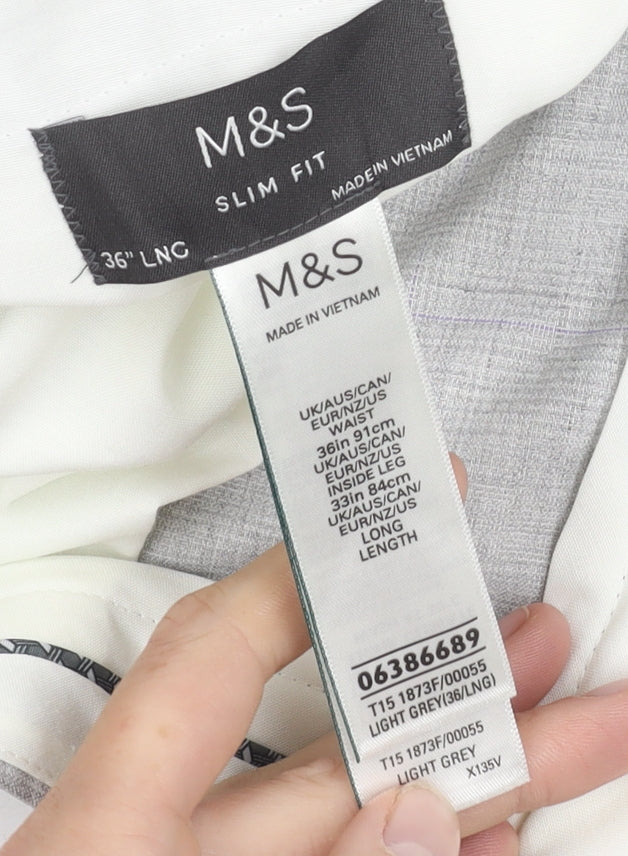 M&S
SLIM FIT
MADE IN VIETNAM
36" LNG
M&S
MADE IN VIETNAM
UK/AUS/CAN/
EUR/NZ/US
WAIST
36in 91cm
UK/AUS/CAN/
EUR/NZ/US
INSIDE LEG
33in 84cm
UK/AUS/CAN/
EUR/NZ/US
LONG
LENGTH
06386689
T15 1873F/00055
LIGHT GREY(36/LNG)
T15 1873F/00055
LIGHT GREY
X135V